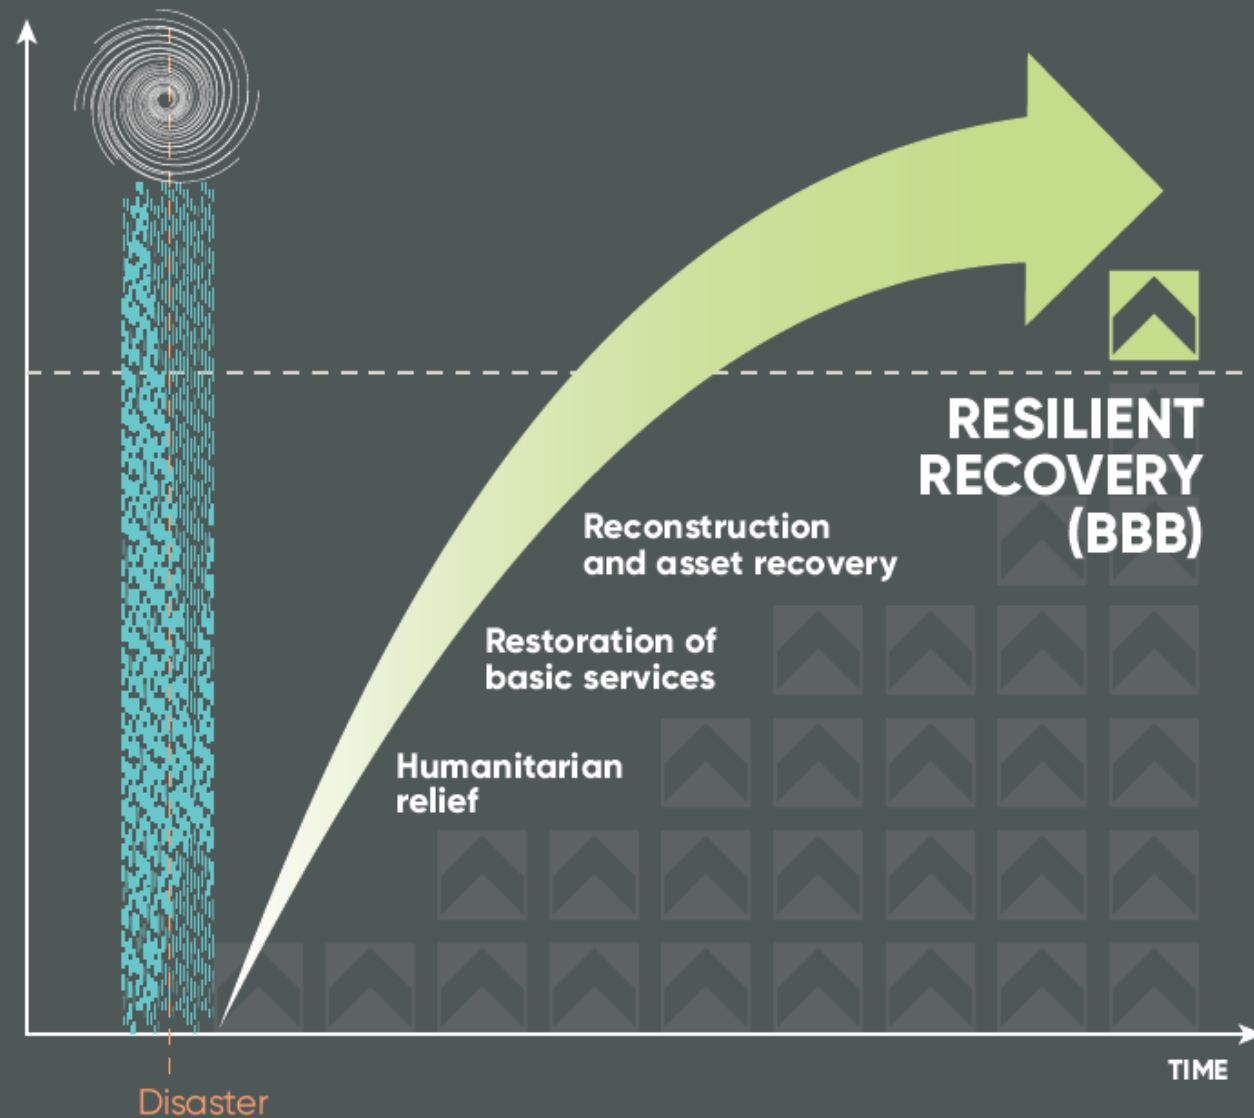 RESILIENT
RECOVERY
(BBB)
Reconstruction
and asset recovery
Restoration of
basic services
Humanitarian
relief
TIME
Disaster